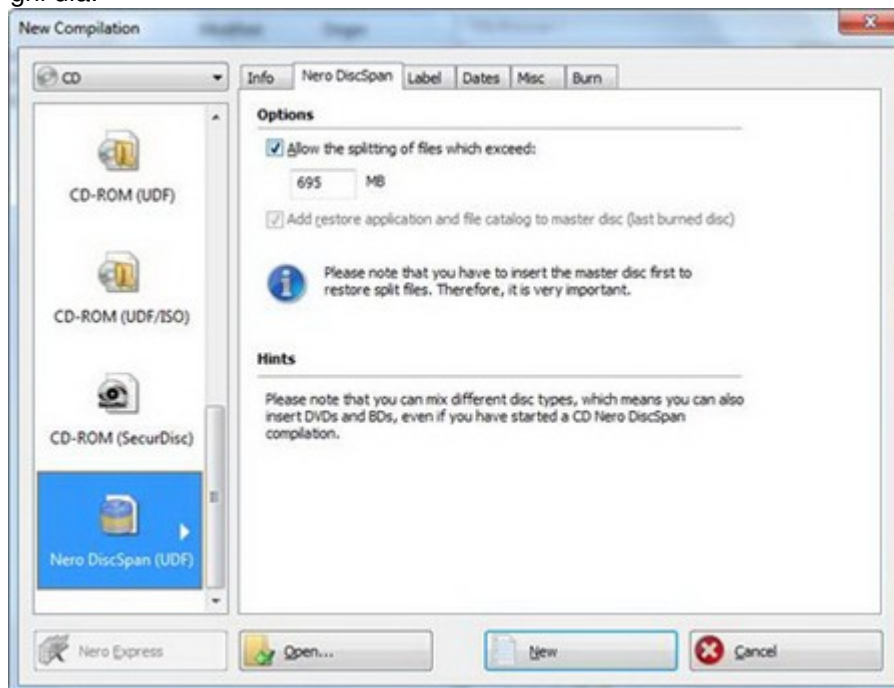 ghi đĩa.
New Compilation
CD
Info Nero DiscSpan Label Dates Misc Burn
CD-ROM (UDF)
CD-ROM (UDF/ISO)
CD-ROM (SecurDisc)
Nero DiscSpan (UDF)
Options
Allow the splitting of files which exceed:
695 MB
Add restore application and file catalog to master disc (last burned disc)
Please note that you have to insert the master disc first to
restore split files. Therefore, it is very important.
Hints
Please note that you can mix different disc types, which means you can also
insert DVDs and BDs, even if you have started a CD Nero DiscSpan
compilation.
Nero Express Open... New Cancel